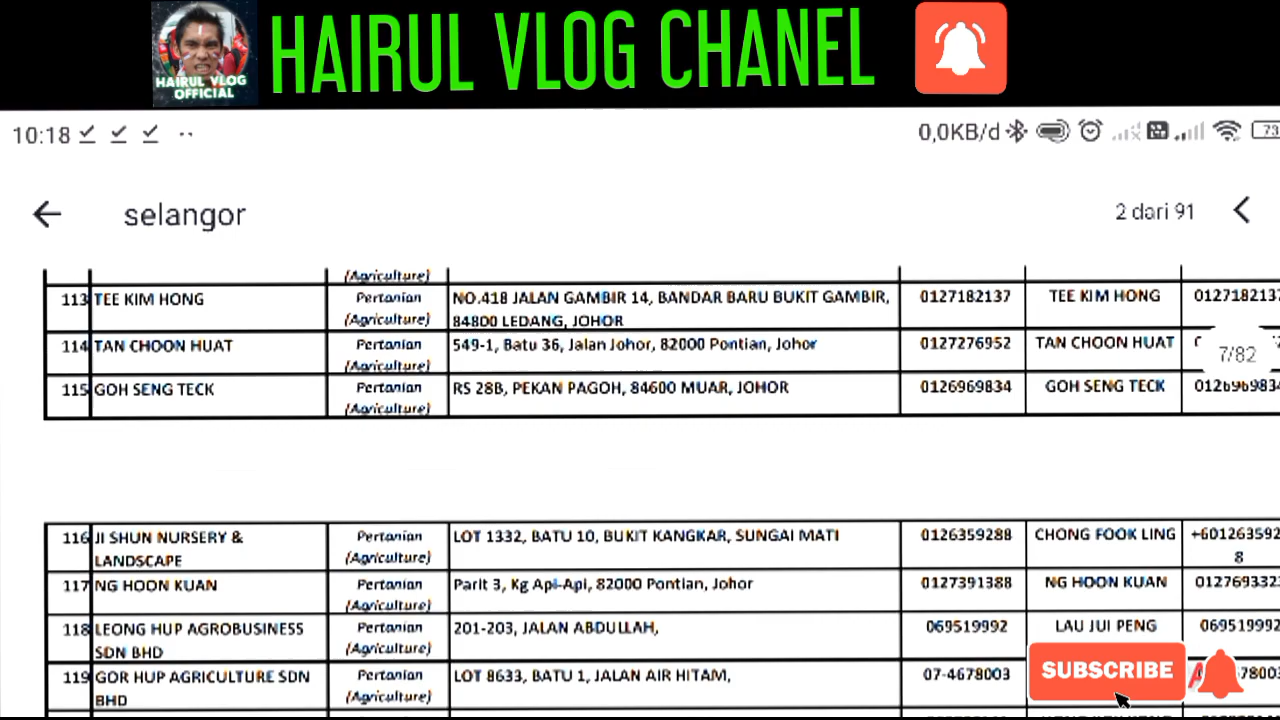 HAIRUL VLOG CHANEL
HAIRUL VLOG
OFFICIAL
10:18
0,0KB/d
73
selangor
2 dari 91
(Agriculture)
113 TEE KIM HONG Pertanian NO.418 JALAN GAMBIR 14, BANDAR BARU BUKIT GAMBIR, 0127182137 TEE KIM HONG 0127182137
(Agriculture) 84800 LEDANG, JOHOR
114 TAN CHOON HUAT Pertanian 549-1, Batu 36, Jalan Johor, 82000 Pontian, Johor 0127276952 TAN CHOON HUAT
7/82
(Agriculture)
115 GOH SENG TECK Pertanian RS 28B, PEKAN PAGOH, 84600 MUAR, JOHOR 0126969834 GOH SENG TECK 0126969834
(Agriculture)
116 JI SHUN NURSERY & Pertanian LOT 1332, BATU 10, BUKIT KANGKAR, SUNGAI MATI 0126359288 CHONG FOOK LING +601263592
LANDSCAPE (Agriculture) 8
117 NG HOON KUAN Pertanian Parit 3, Kg Api-Api, 82000 Pontian, Johor 0127391388 NG HOON KUAN 012769332
(Agriculture)
118 LEONG HUP AGROBUSINESS Pertanian 201-203, JALAN ABDULLAH, 069519992 LAU JUI PENG 069519992
SDN BHD (Agriculture)
119 GOR HUP AGRICULTURE SDN Pertanian LOT 8633, BATU 1, JALAN AIR HITAM, 07-4678003 78003
BHD (Agriculture)
SUBSCRIBE